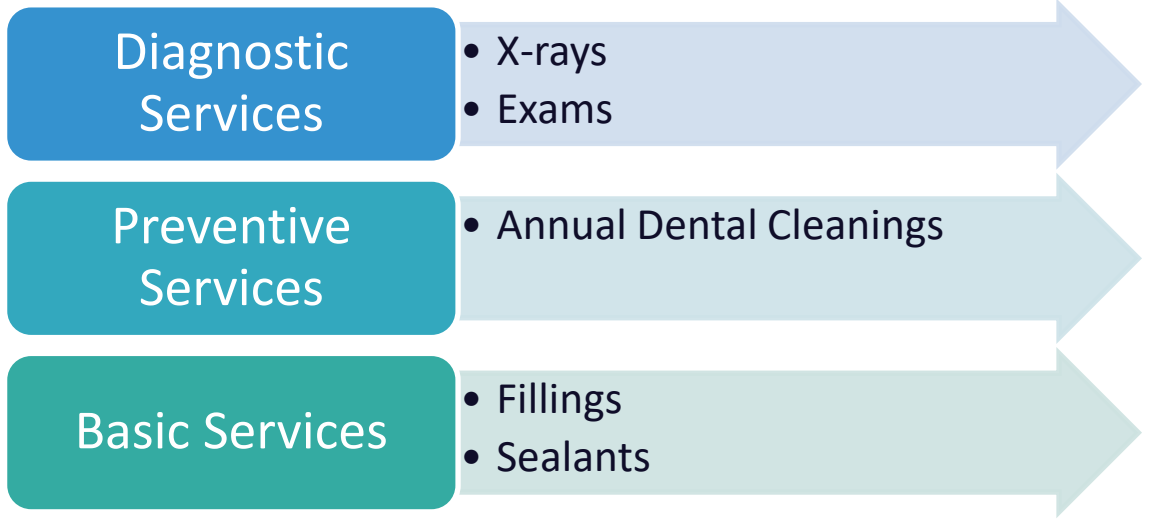 Diagnostic
Services
• X-rays
• Exams
Preventive
Services
• Annual Dental Cleanings
Basic Services
• Fillings
• Sealants